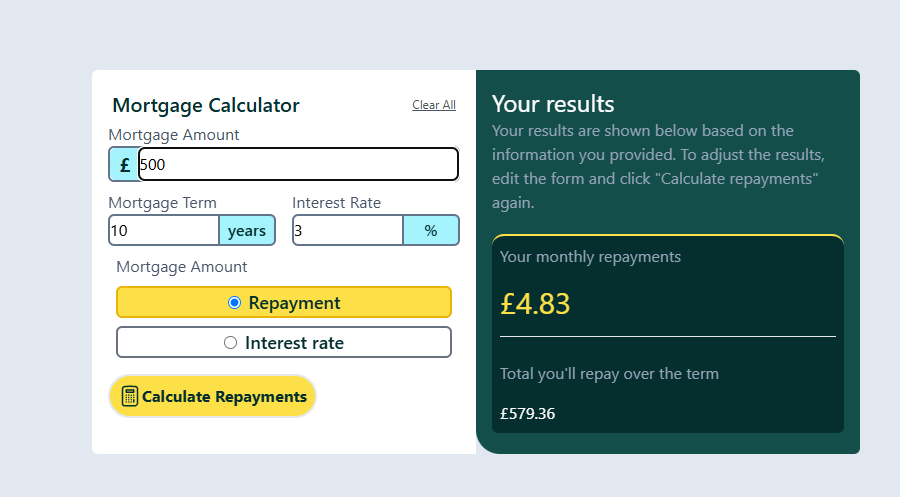 Mortgage Calculator
Clear All
Mortgage Amount
£ 500
Mortgage Term
Interest Rate
10 years
3 %
Mortgage Amount
Repayment
Interest rate
Calculate Repayments
Your results
Your results are shown below based on the
information you provided. To adjust the results,
edit the form and click "Calculate repayments"
again.
Your monthly repayments
£4.83
Total you'll repay over the term
£579.36